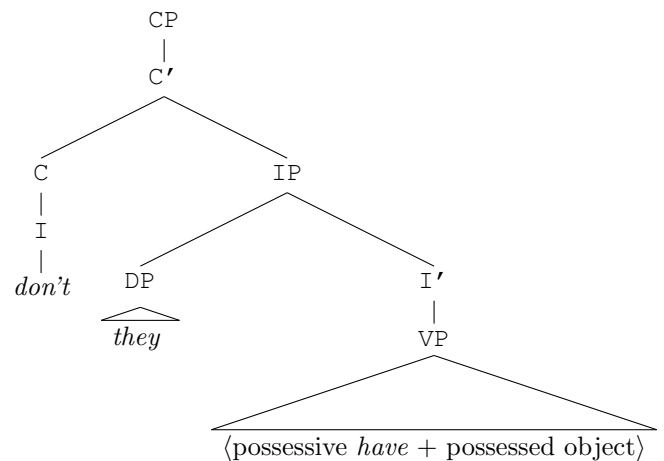 CP
C′
C IP
I
don't DP I′
they VP
⟨possessive have + possessed object⟩